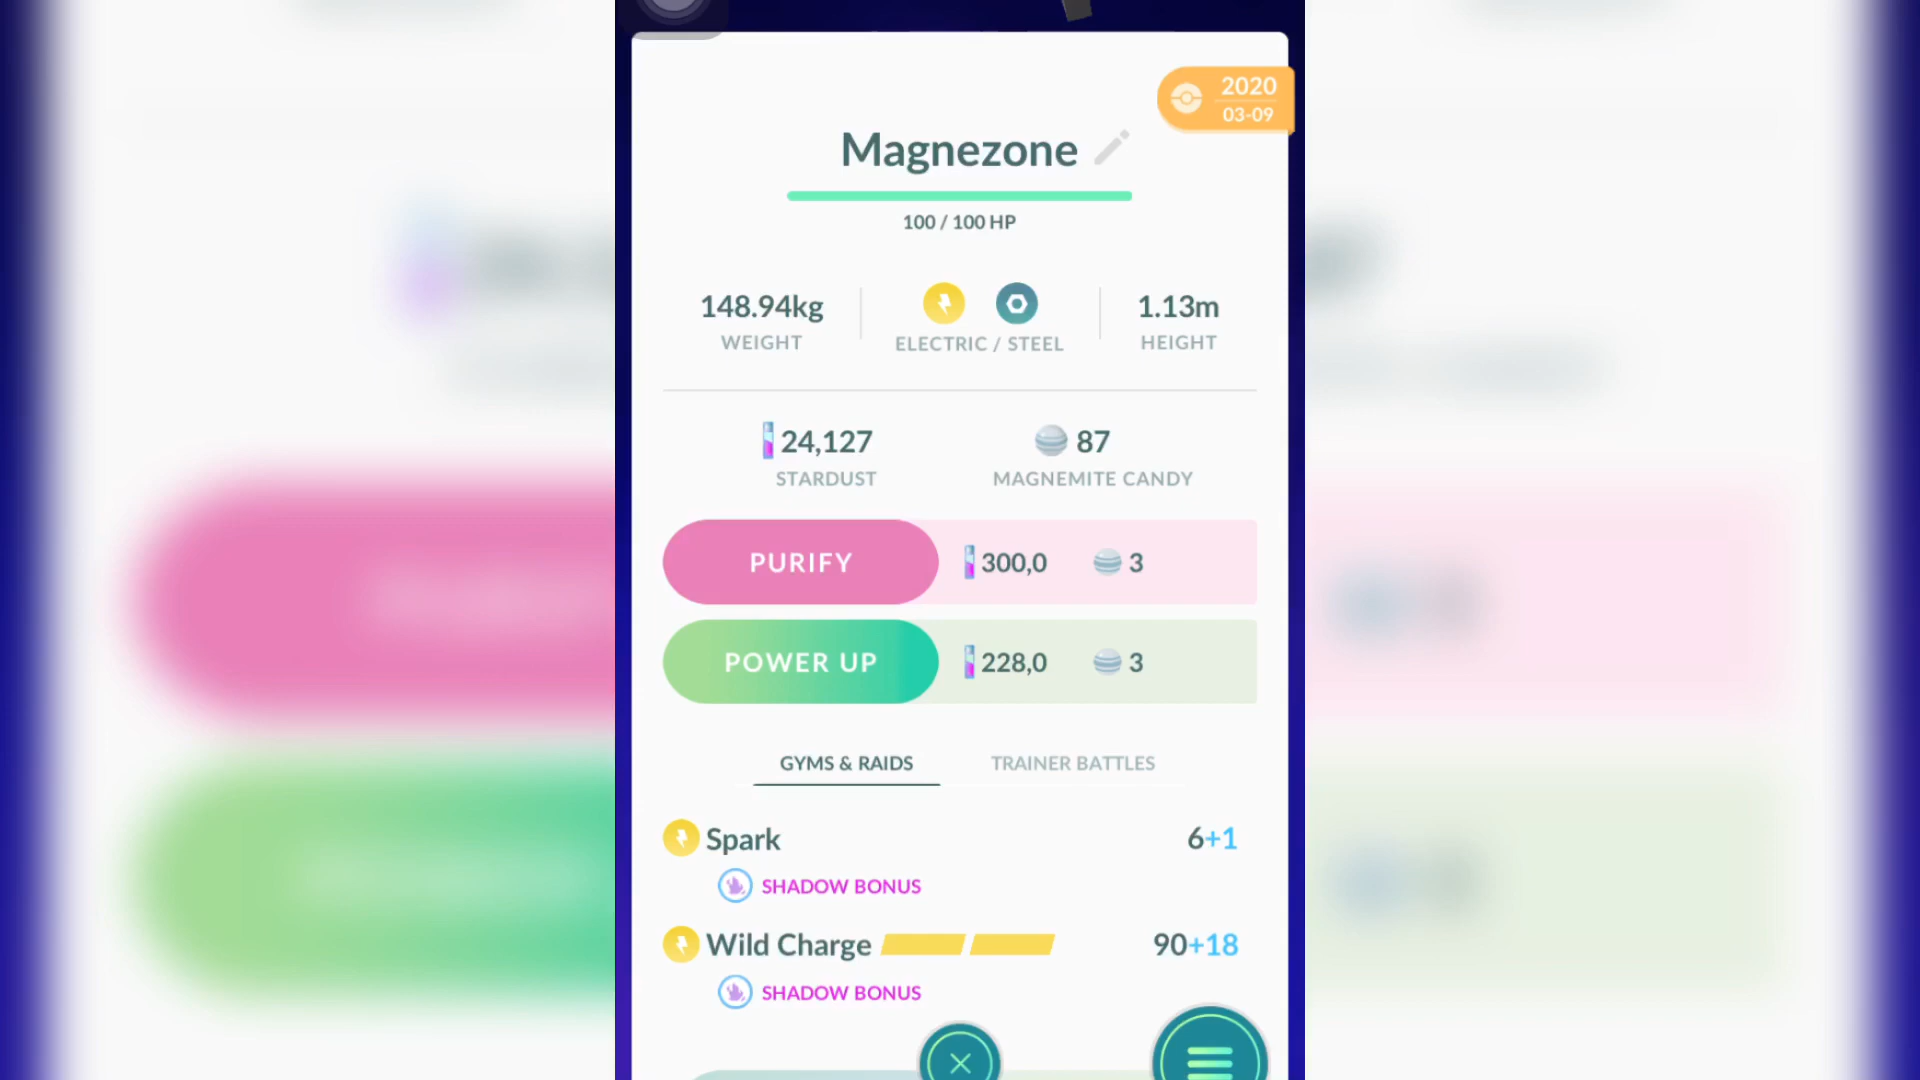 2020
03-09
Magnezone
100 / 100 HP
148.94kg
WEIGHT
ELECTRIC / STEEL
1.13m
HEIGHT
24,127
STARDUST
87
MAGNEMITE CANDY
PURIFY 300,0 3
POWER UP 228,0 3
GYMS & RAIDS TRAINER BATTLES
Spark 6+1
SHADOW BONUS
Wild Charge 90+18
SHADOW BONUS